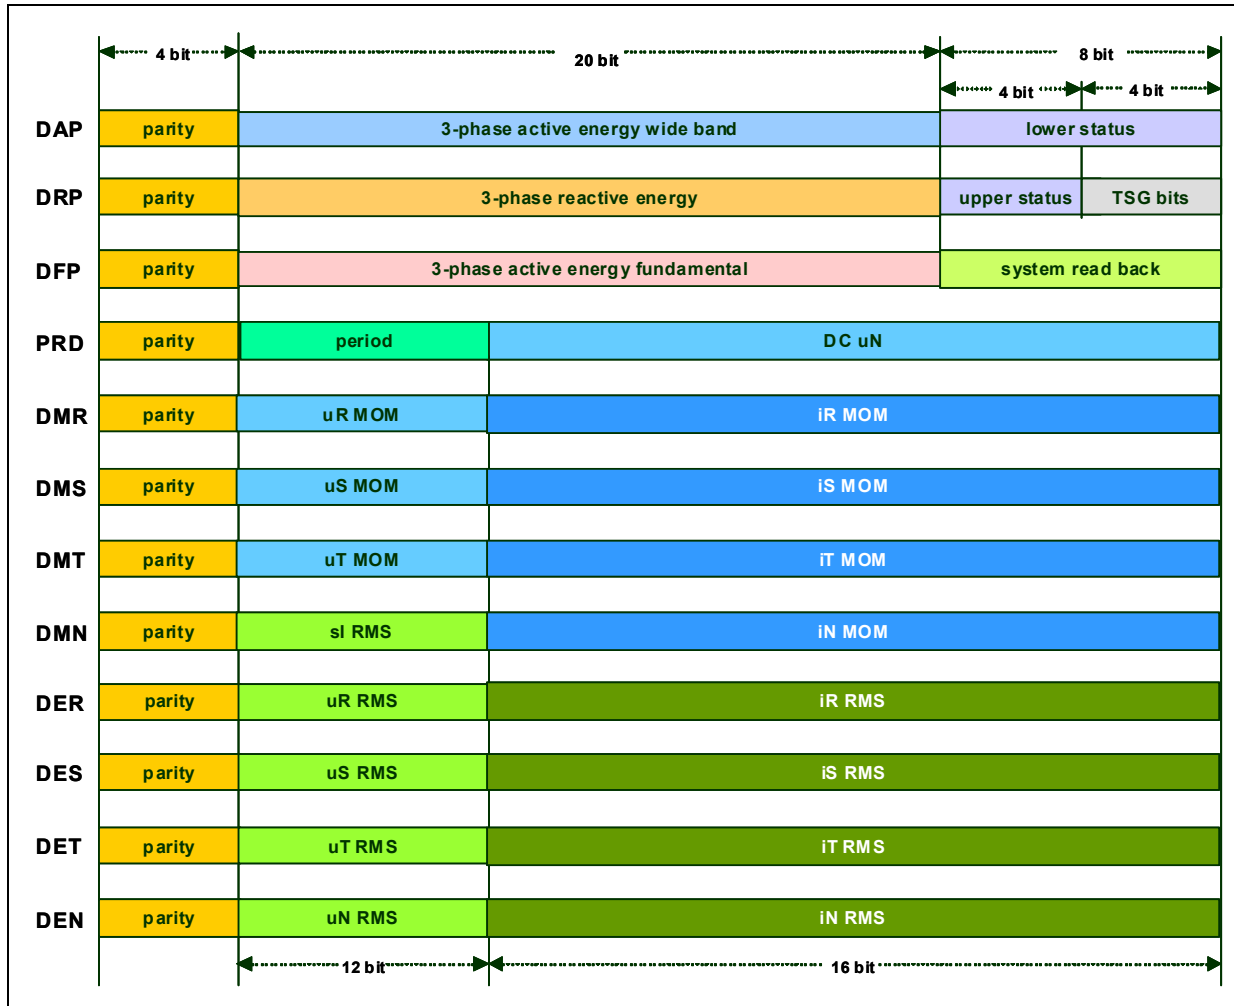 4 bit 20 bit 8 bit
4 bit 4 bit
DAP parity 3-phase active energy wide band lower status
DRP parity 3-phase reactive energy upper status TSG bits
DFP parity 3-phase active energy fundamental system read back
PRD parity period DC uN
DMR parity uR MOM iR MOM
DMS parity uS MOM iS MOM
DMT parity uT MOM iT MOM
DMN parity sI RMS iN MOM
DER parity uR RMS iR RMS
DES parity uS RMS iS RMS
DET parity uT RMS iT RMS
DEN parity uN RMS iN RMS
12 bit 16 bit